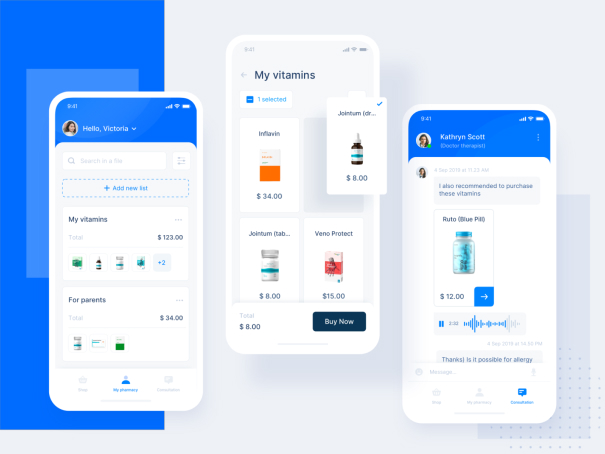 9:41
Hello, Victoria
Search in a file
+ Add new list
My vitamins
Total
$ 123.00
+2
For parents
Total
$ 34.00
Shop
My pharmacy
Consultation
9:41
My vitamins
1 selected
Inflavin
$ 34.00
Jointum (dr...
$ 8.00
Jointum (tab...
$ 8.00
Veno Protect
$15.00
Total
$ 8.00
Buy Now
9:41
Kathryn Scott
(Doctor therapist)
4 Sep 2019 at 11:23 AM
I also recommended to purchase
these vitamins
Ruto (Blue Pill)
$ 12.00
2:32
4 Sep 2019 at 14:50 PM
Thanks) Is it possible for allergy
Message...
Shop
My pharmacy
Consultation